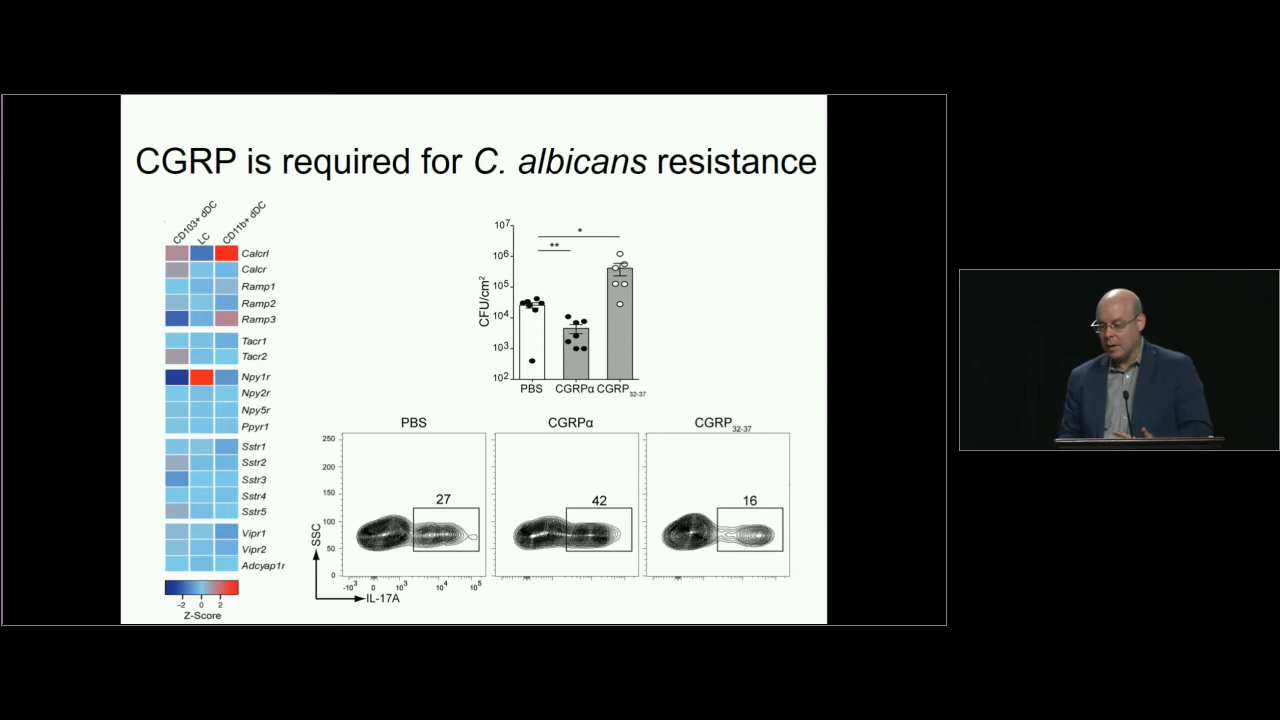 CGRP is required for C. albicans resistance
CD103+ dDC
LC
CD11b+ dDC
Calcrl
Calcr
Ramp1
Ramp2
Ramp3
Tacr1
Tacr2
Npy1r
Npy2r
Npy5r
Ppyr1
Sstr1
Sstr2
Sstr3
Sstr4
Sstr5
Vipr1
Vipr2
Adcyap1r
−2 0 2
Z-Score
CFU/cm²
10⁷
10⁶
10⁵
10⁴
10³
10²
*
**
PBS CGRPα CGRP₃₂₋₃₇
PBS
CGRPα
CGRP₃₂₋₃₇
250
200
150
100
50
0
SSC
27
42
16
-10³ 0 10³ 10⁴ 10⁵
IL-17A